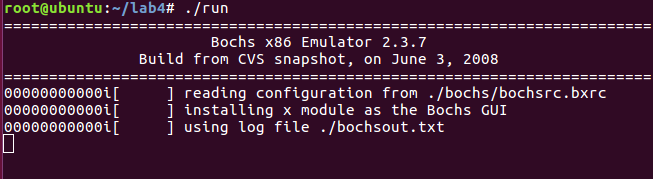 root@ubuntu:~/lab4# ./run
========================================================================
Bochs x86 Emulator 2.3.7
Build from CVS snapshot, on June 3, 2008
========================================================================
00000000000i[     ] reading configuration from ./bochs/bochsrc.bxrc
00000000000i[     ] installing x module as the Bochs GUI
00000000000i[     ] using log file ./bochsout.txt